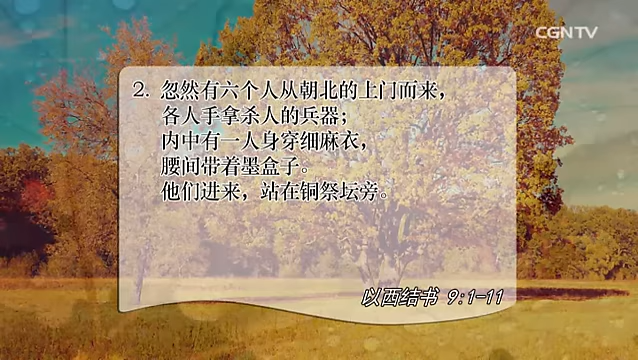 CGNTV
2. 忽然有六个人从朝北的上门而来，
各人手拿杀人的兵器；
内中有一人身穿细麻衣，
腰间带着墨盒子。
他们进来，站在铜祭坛旁。
以西结书 9:1-11